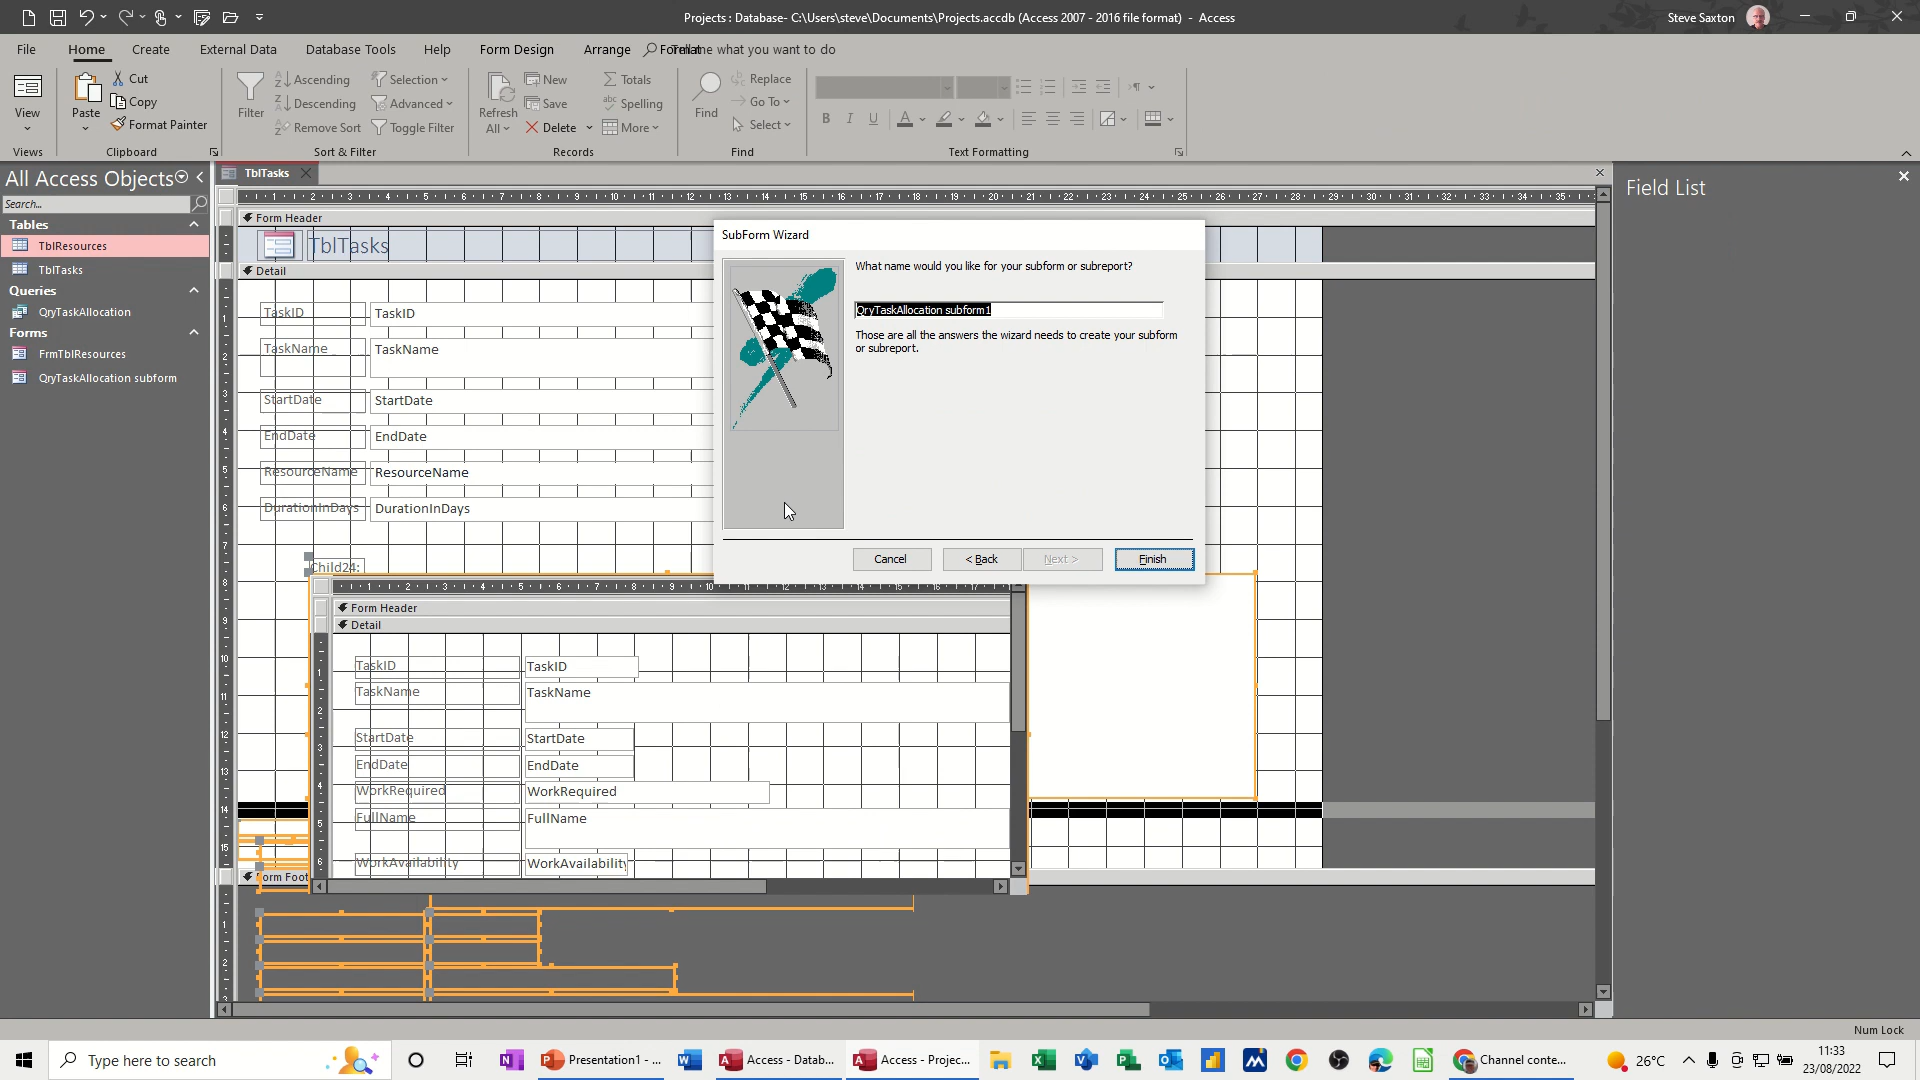 Projects : Database- C:\Users\steve\Documents\Projects.accdb (Access 2007 - 2016 file format) - Access
Steve Saxton
File
Home
Create
External Data
Database Tools
Help
Form Design
Arrange
Format
me what you want to do
View
Views
Paste
Cut
Copy
Format Painter
Clipboard
Filter
Ascending
Descending
Remove Sort
Selection
Advanced
Toggle Filter
Sort & Filter
Refresh
All
New
Save
Delete
Totals
Spelling
More
Records
Find
Replace
Go To
Select
Find
B I U
Text Formatting
All Access Objects
Search...
Tables
TblResources
TblTasks
Queries
QryTaskAllocation
Forms
FrmTblResources
QryTaskAllocation subform
TblTasks
Form Header
TblTasks
Detail
TaskID TaskID
TaskName TaskName
StartDate StartDate
EndDate EndDate
ResourceName ResourceName
DurationInDays DurationInDays
Child24:
Form Header
Detail
TaskID TaskID
TaskName TaskName
StartDate StartDate
EndDate EndDate
WorkRequired WorkRequired
FullName FullName
WorkAvailability WorkAvailability
Form Foot
SubForm Wizard
What name would you like for your subform or subreport?
QryTaskAllocation subform1
Those are all the answers the wizard needs to create your subform
or subreport.
Cancel
< Back
Next >
Finish
Field List
Num Lock
Type here to search
Presentation1 - ...
Access - Datab...
Access - Projec...
Channel conte...
26°C
11:33
23/08/2022